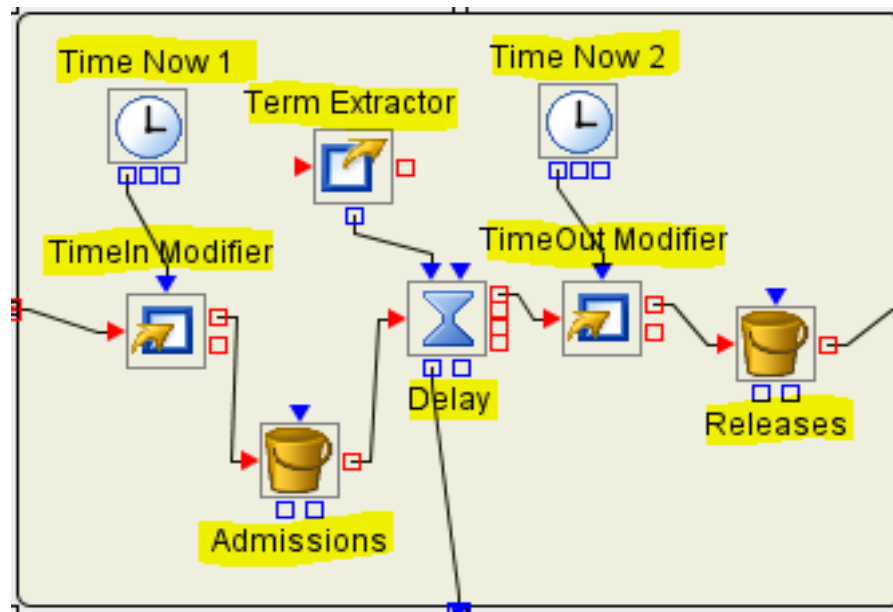 Time Now 1
Time Now 2
Term Extractor
TimeIn Modifier
TimeOut Modifier
Delay
Releases
Admissions